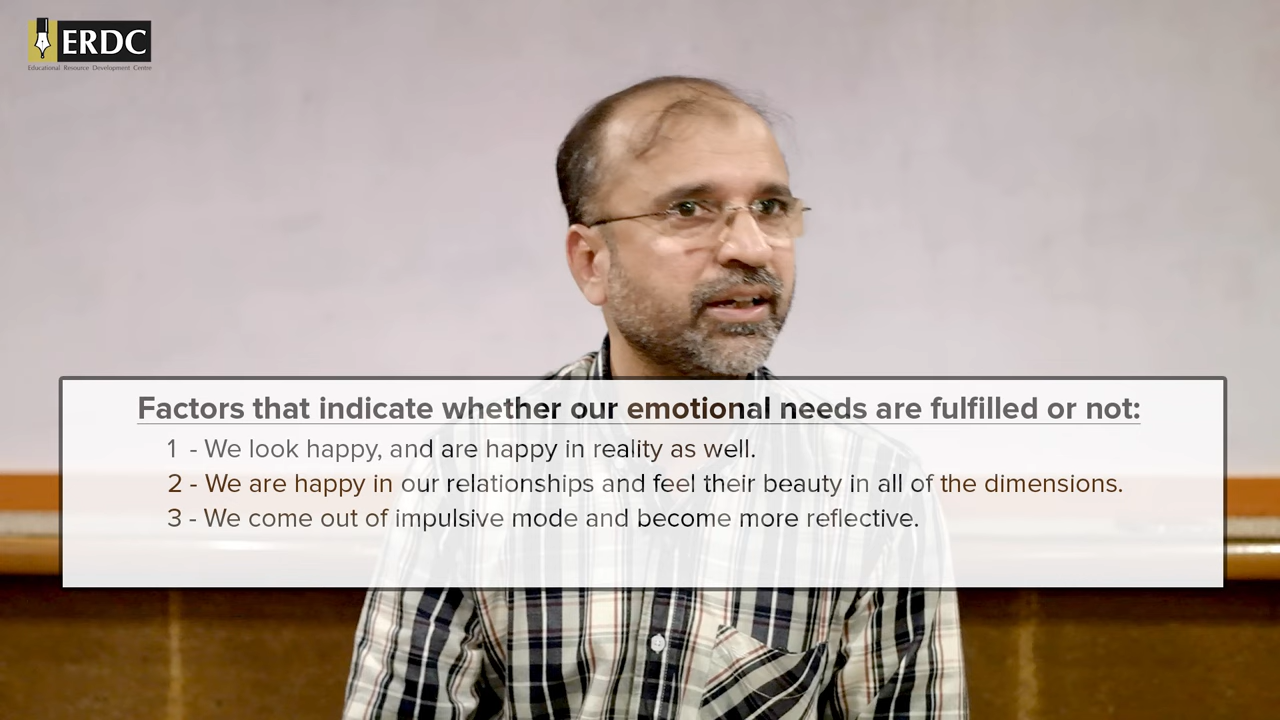 ERDC
Educational Resource Development Centre
Factors that indicate whether our emotional needs are fulfilled or not:
1 - We look happy, and are happy in reality as well.
2 - We are happy in our relationships and feel their beauty in all of the dimensions.
3 - We come out of impulsive mode and become more reflective.